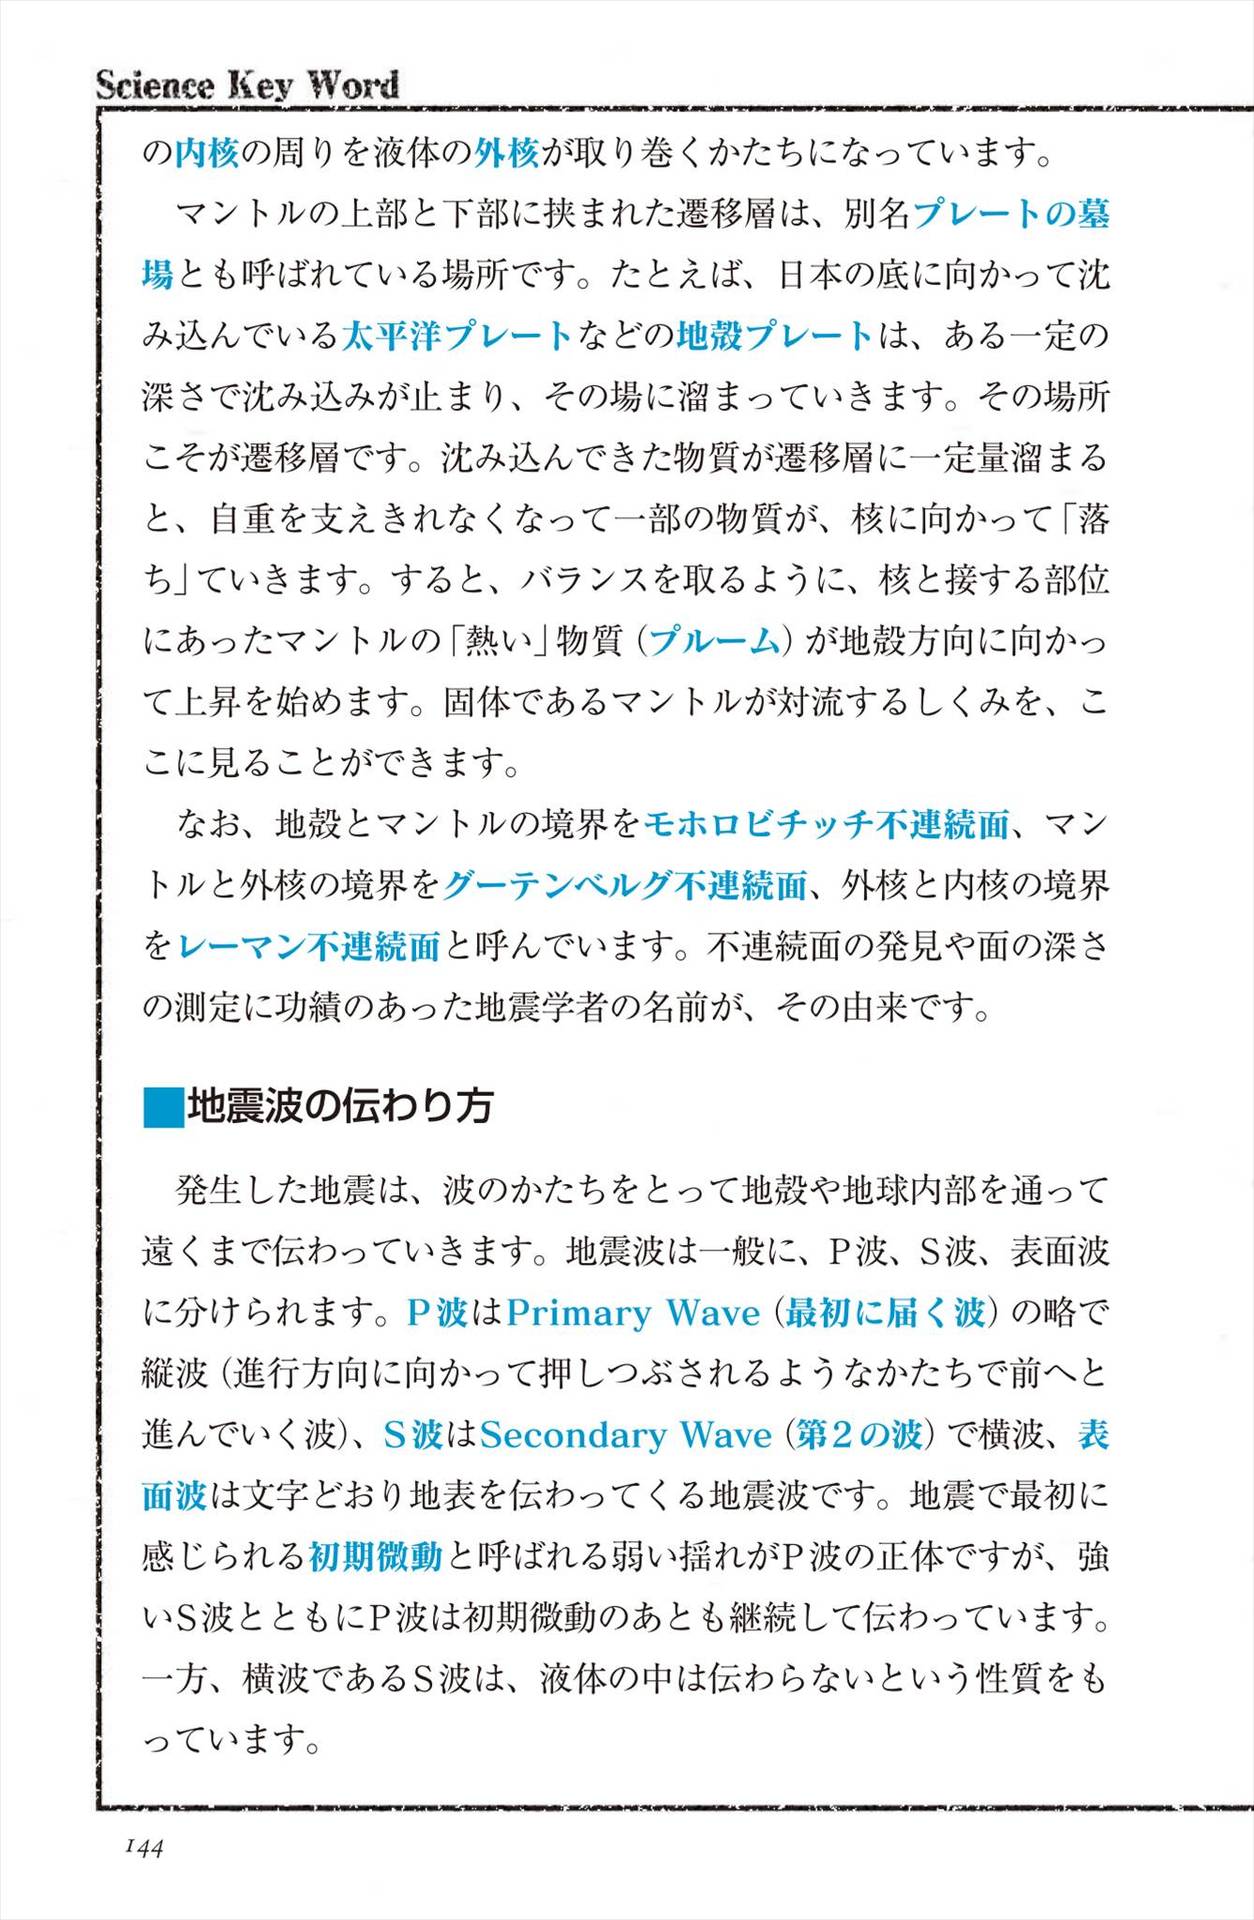 Science Key Word
の内核の周りを液体の外核が取り巻くかたちになっています。
マントルの上部と下部に挟まれた遷移層は、別名プレートの墓
場とも呼ばれている場所です。たとえば、日本の底に向かって沈
み込んでいる太平洋プレートなどの地殻プレートは、ある一定の
深さで沈み込みが止まり、その場に溜まっていきます。その場所
こそが遷移層です。沈み込んできた物質が遷移層に一定量溜まる
と、自重を支えきれなくなって一部の物質が、核に向かって「落
ち」ていきます。すると、バランスを取るように、核と接する部位
にあったマントルの「熱い」物質（プルーム）が地殻方向に向かっ
て上昇を始めます。固体であるマントルが対流するしくみを、こ
こに見ることができます。
なお、地殻とマントルの境界をモホロビチッチ不連続面、マン
トルと外核の境界をグーテンベルグ不連続面、外核と内核の境界
をレーマン不連続面と呼んでいます。不連続面の発見や面の深さ
の測定に功績のあった地震学者の名前が、その由来です。
■地震波の伝わり方
発生した地震は、波のかたちをとって地殻や地球内部を通って
遠くまで伝わっていきます。地震波は一般に、P波、S波、表面波
に分けられます。P波はPrimary Wave（最初に届く波）の略で
縦波（進行方向に向かって押しつぶされるようなかたちで前へと
進んでいく波）、S波はSecondary Wave（第2の波）で横波、表
面波は文字どおり地表を伝わってくる地震波です。地震で最初に
感じられる初期微動と呼ばれる弱い揺れがP波の正体ですが、強
いS波とともにP波は初期微動のあとも継続して伝わっています。
一方、横波であるS波は、液体の中は伝わらないという性質をも
っています。
144